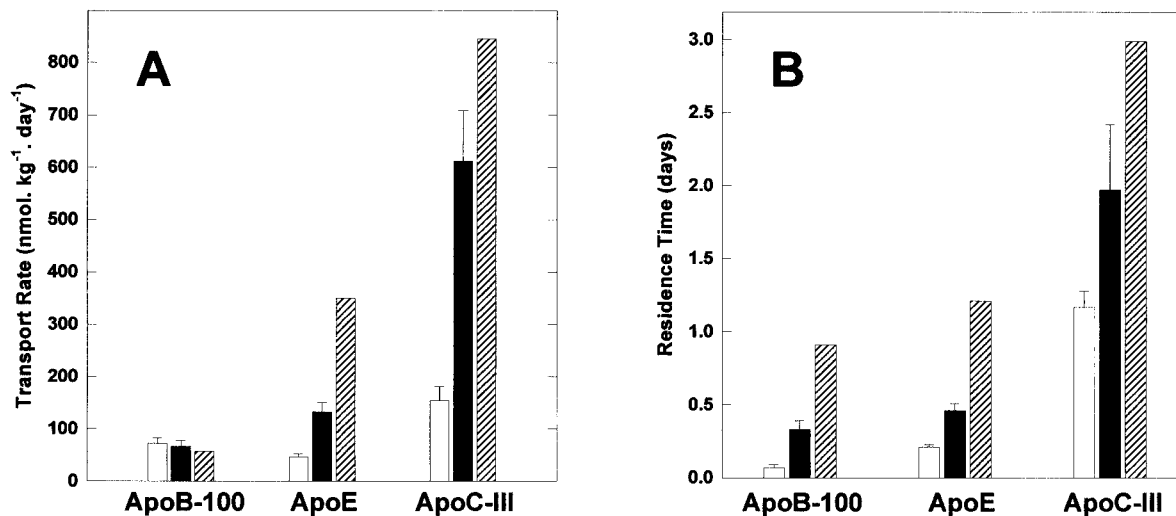 A
Transport Rate (nmol. kg⁻¹. day⁻¹)
800
700
600
500
400
300
200
100
0
ApoB-100 ApoE ApoC-III
B
Residence Time (days)
3.0
2.5
2.0
1.5
1.0
0.5
0.0
ApoB-100 ApoE ApoC-III